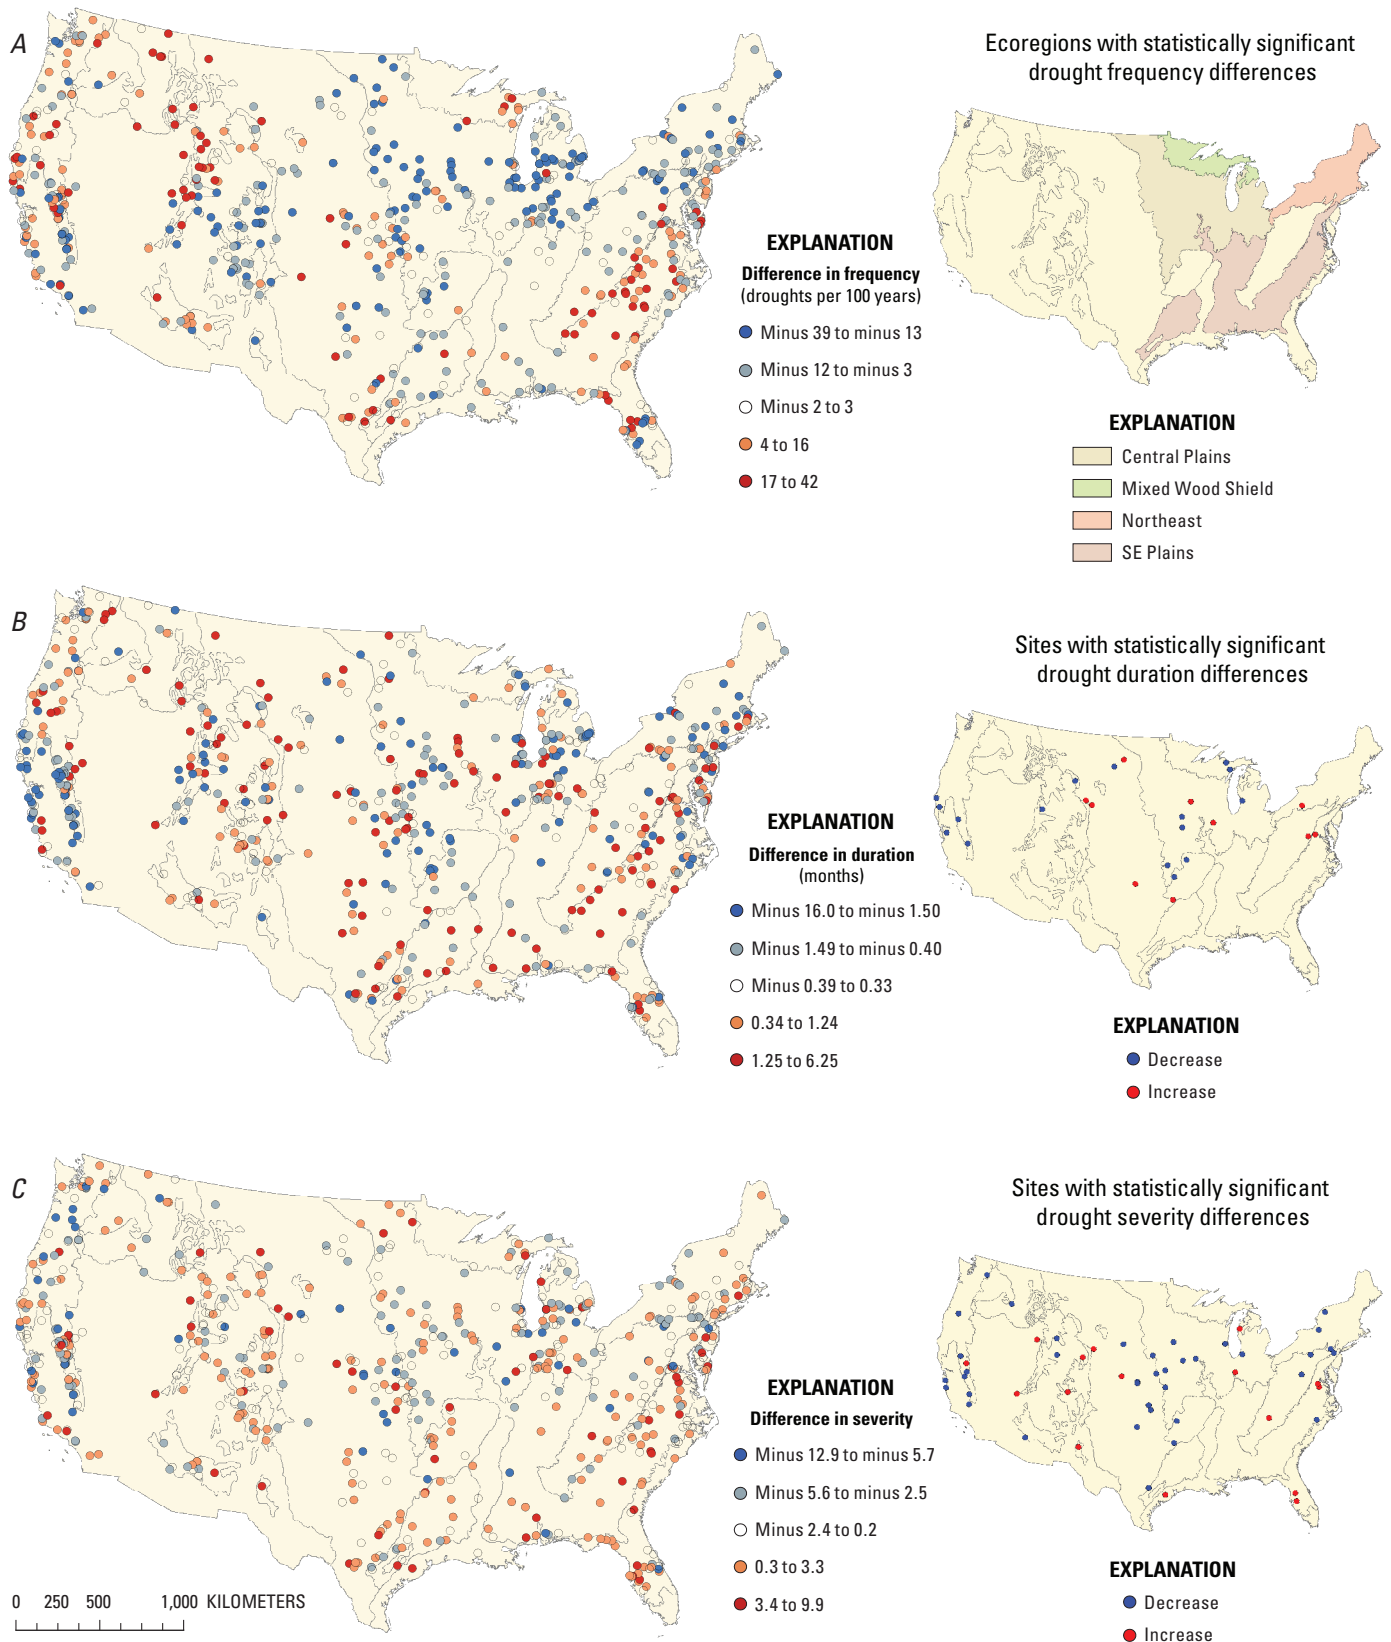 A
Ecoregions with statistically significant
drought frequency differences
EXPLANATION
Difference in frequency
(droughts per 100 years)
Minus 39 to minus 13
Minus 12 to minus 3
Minus 2 to 3
4 to 16
17 to 42
EXPLANATION
Central Plains
Mixed Wood Shield
Northeast
SE Plains
B
Sites with statistically significant
drought duration differences
EXPLANATION
Difference in duration
(months)
Minus 16.0 to minus 1.50
Minus 1.49 to minus 0.40
Minus 0.39 to 0.33
0.34 to 1.24
1.25 to 6.25
EXPLANATION
Decrease
Increase
C
Sites with statistically significant
drought severity differences
EXPLANATION
Difference in severity
Minus 12.9 to minus 5.7
Minus 5.6 to minus 2.5
Minus 2.4 to 0.2
0.3 to 3.3
3.4 to 9.9
EXPLANATION
Decrease
Increase
0 250 500 1,000 KILOMETERS